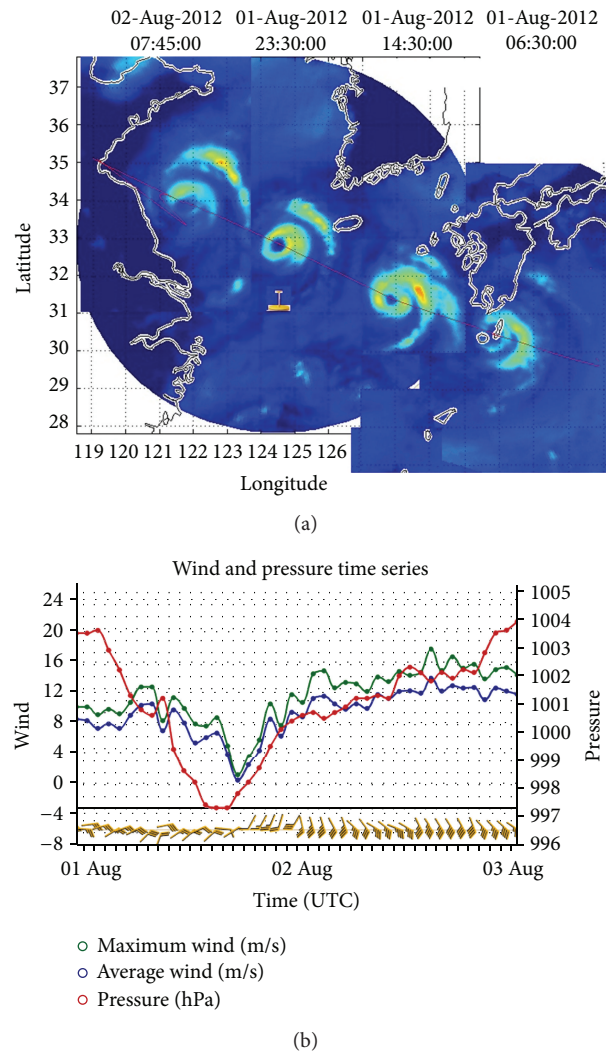 02-Aug-2012 01-Aug-2012 01-Aug-2012 01-Aug-2012
07:45:00 23:30:00 14:30:00 06:30:00
37
36
35
34
33
32
31
30
29
28
Latitude
119 120 121 122 123 124 125 126
Longitude
(a)
Wind and pressure time series
24
20
16
12
8
4
0
−4
−8
Wind
1005
1004
1003
1002
1001
1000
999
998
997
996
Pressure
01 Aug 02 Aug 03 Aug
Time (UTC)
Maximum wind (m/s)
Average wind (m/s)
Pressure (hPa)
(b)